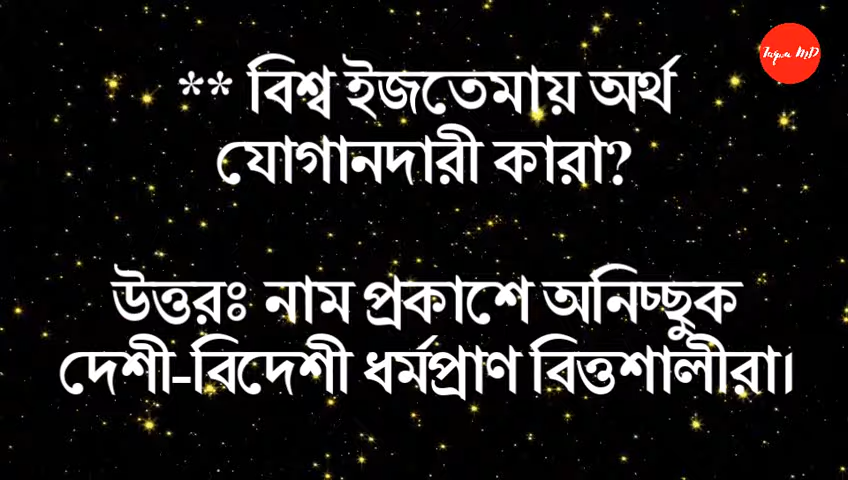 ** বিশ্ব ইজতেমায় অর্থ
যোগানদারী কারা?
উত্তরঃ নাম প্রকাশে অনিচ্ছুক
দেশী-বিদেশী ধর্মপ্রাণ বিত্তশালীরা।